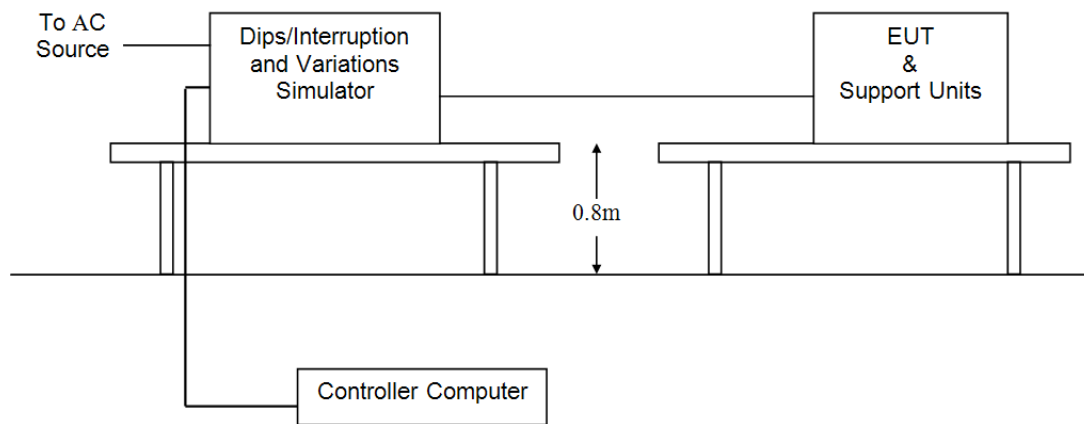 To AC
Source
Dips/Interruption
and Variations
Simulator
EUT
&
Support Units
0.8m
Controller Computer